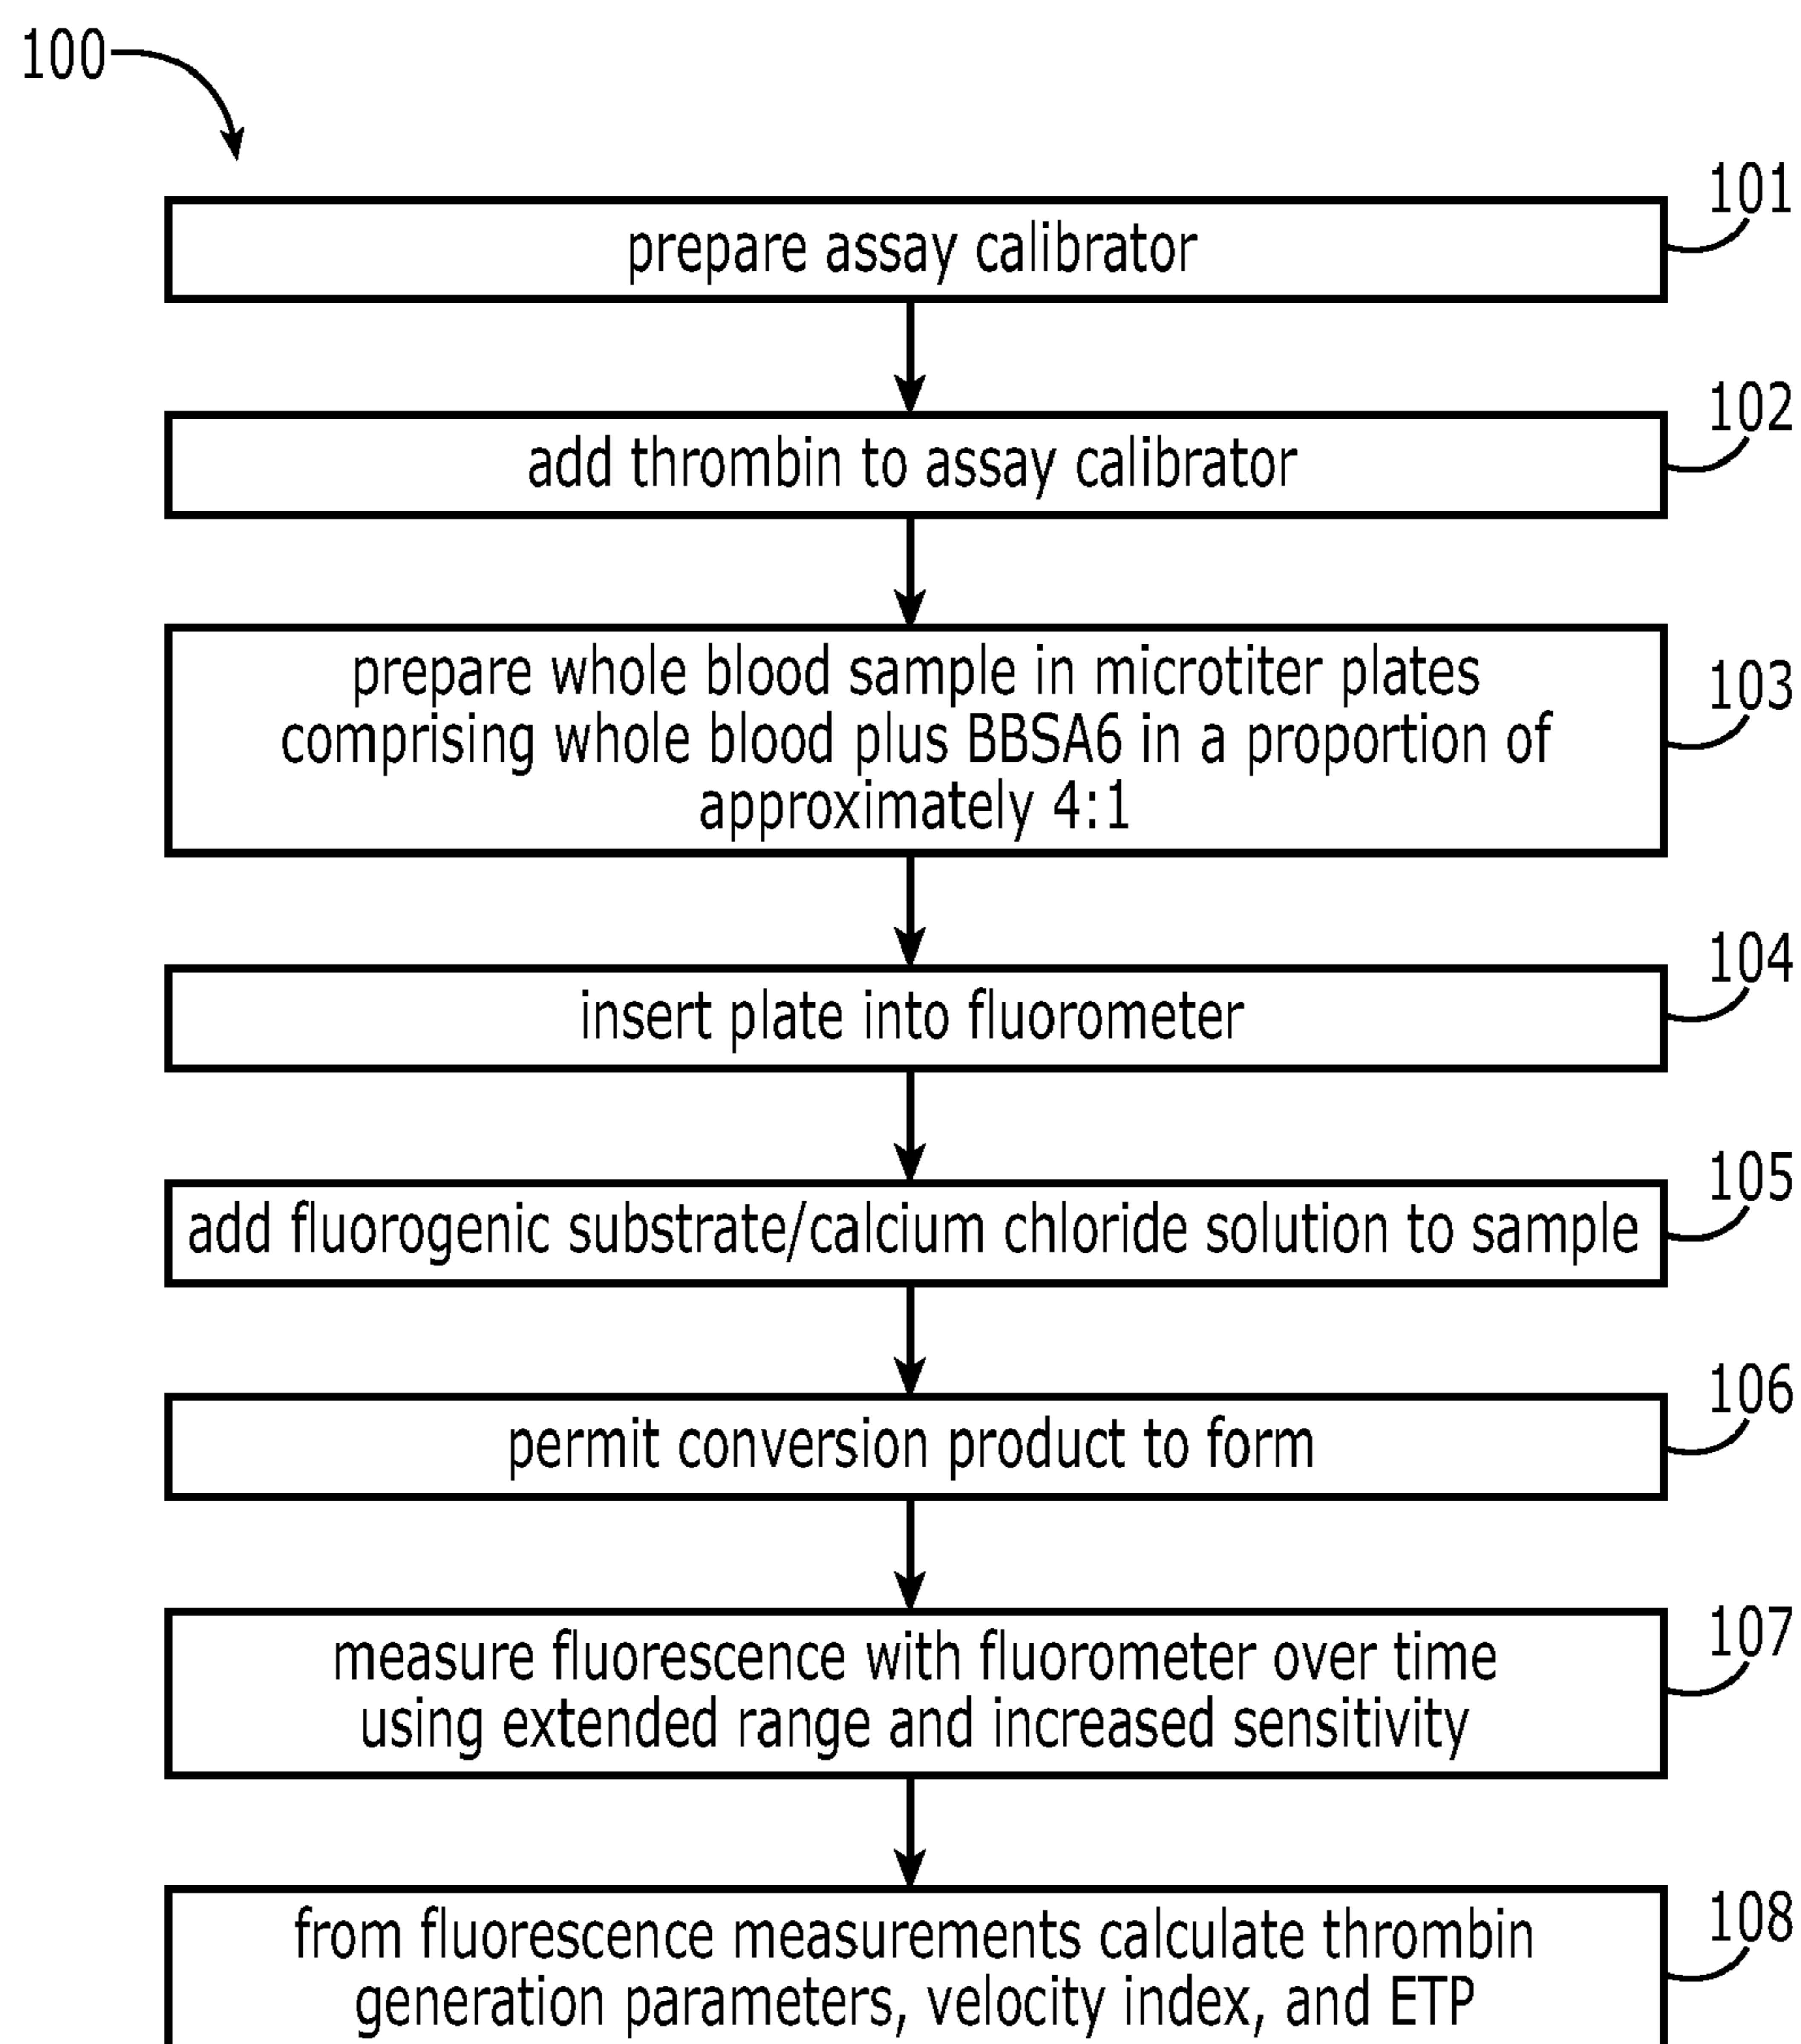 100
101
prepare assay calibrator
102
add thrombin to assay calibrator
103
prepare whole blood sample in microtiter plates
comprising whole blood plus BBSA6 in a proportion of
approximately 4:1
104
insert plate into fluorometer
105
add fluorogenic substrate/calcium chloride solution to sample
106
permit conversion product to form
107
measure fluorescence with fluorometer over time
using extended range and increased sensitivity
108
from fluorescence measurements calculate thrombin
generation parameters, velocity index, and ETP